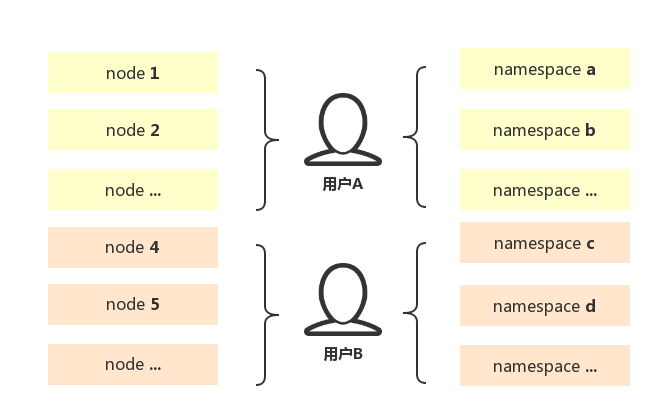 node 1
node 2
node ...
node 4
node 5
node ...
用户A
用户B
namespace a
namespace b
namespace ...
namespace c
namespace d
namespace ...